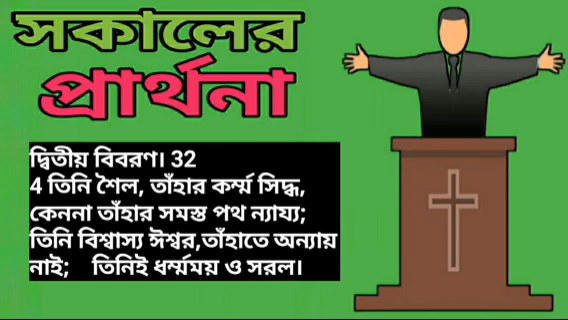 সকালের
প্রার্থনা
দ্বিতীয় বিবরণ। 32
4 তিনি শৈল, তাঁহার কর্ম্ম সিদ্ধ,
কেননা তাঁহার সমস্ত পথ ন্যায্য;
তিনি বিশ্বাস্য ঈশ্বর,তাঁহাতে অন্যায়
নাই; তিনিই ধর্ম্মময় ও সরল।